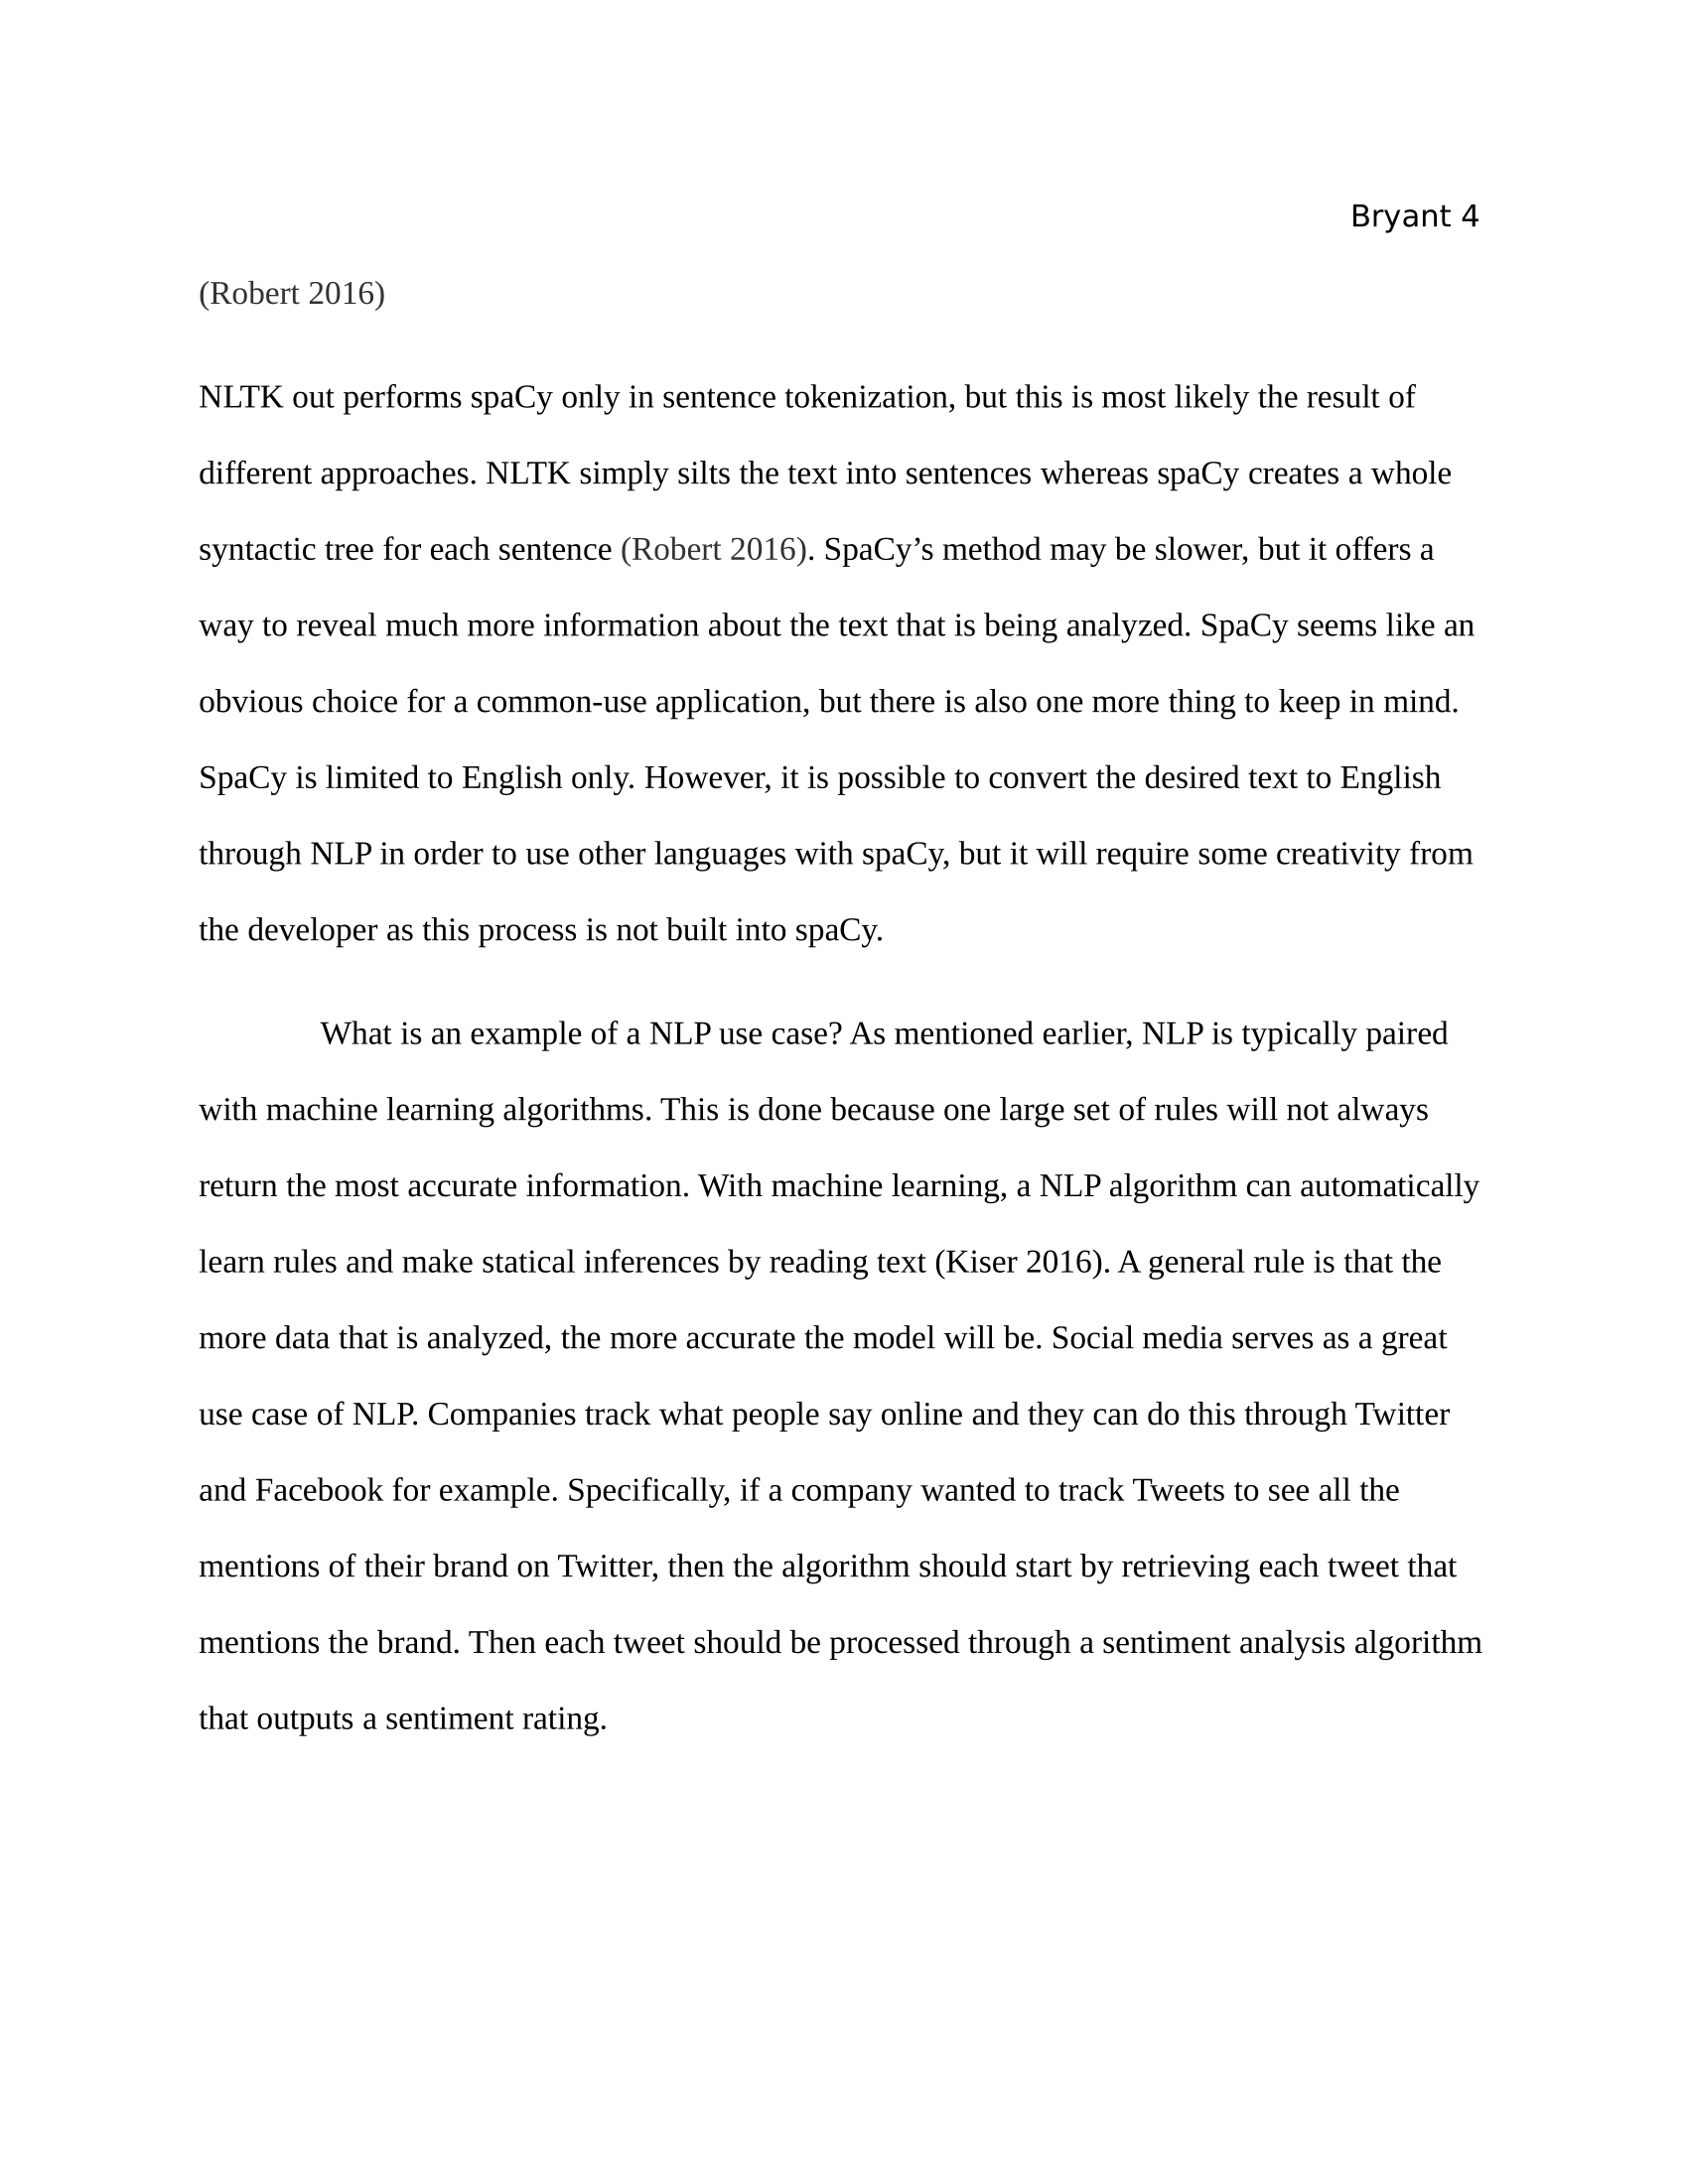 Bryant 4
(Robert 2016)
NLTK out performs spaCy only in sentence tokenization, but this is most likely the result of
different approaches. NLTK simply silts the text into sentences whereas spaCy creates a whole
syntactic tree for each sentence (Robert 2016). SpaCy’s method may be slower, but it offers a
way to reveal much more information about the text that is being analyzed. SpaCy seems like an
obvious choice for a common-use application, but there is also one more thing to keep in mind.
SpaCy is limited to English only. However, it is possible to convert the desired text to English
through NLP in order to use other languages with spaCy, but it will require some creativity from
the developer as this process is not built into spaCy.
What is an example of a NLP use case? As mentioned earlier, NLP is typically paired
with machine learning algorithms. This is done because one large set of rules will not always
return the most accurate information. With machine learning, a NLP algorithm can automatically
learn rules and make statical inferences by reading text (Kiser 2016). A general rule is that the
more data that is analyzed, the more accurate the model will be. Social media serves as a great
use case of NLP. Companies track what people say online and they can do this through Twitter
and Facebook for example. Specifically, if a company wanted to track Tweets to see all the
mentions of their brand on Twitter, then the algorithm should start by retrieving each tweet that
mentions the brand. Then each tweet should be processed through a sentiment analysis algorithm
that outputs a sentiment rating.